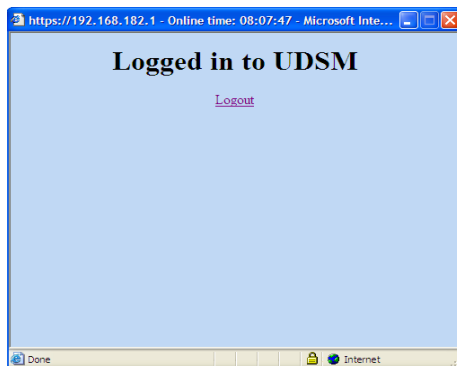 https://192.168.182.1 - Online time: 08:07:47 - Microsoft Inte...
Logged in to UDSM
Logout
Done
Internet